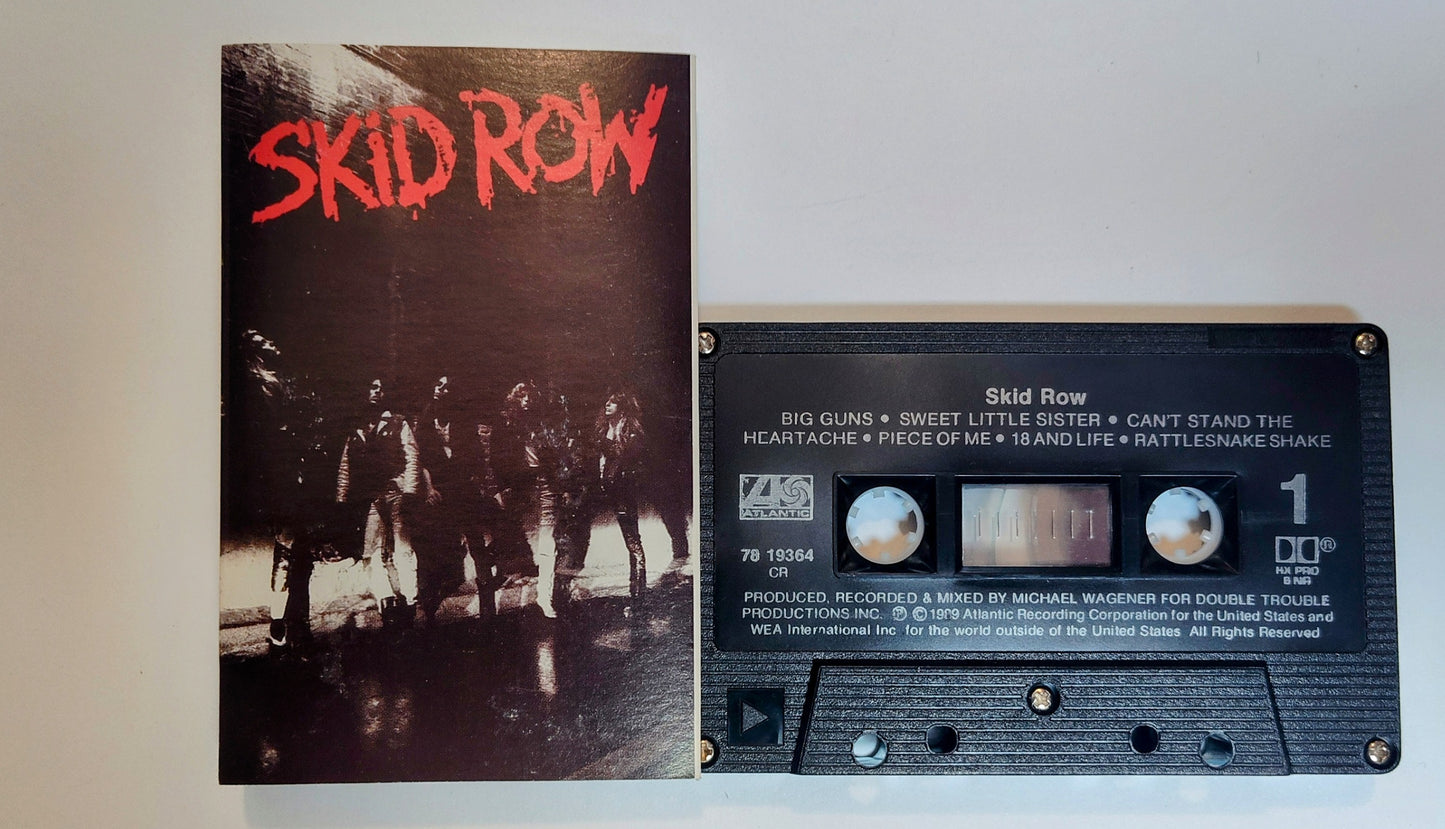 SKiD ROW
Skid Row
BIG GUNS • SWEET LITTLE SISTER • CAN'T STAND THE
HEARTACHE • PIECE OF ME • 18 AND LIFE • RATTLESNAKE SHAKE
ATLANTIC
1
78 19364
CR
HX PRO
B NR
PRODUCED, RECORDED & MIXED BY MICHAEL WAGENER FOR DOUBLE TROUBLE
PRODUCTIONS INC. ℗ © 1989 Atlantic Recording Corporation for the United States and
WEA International Inc. for the world outside of the United States All Rights Reserved